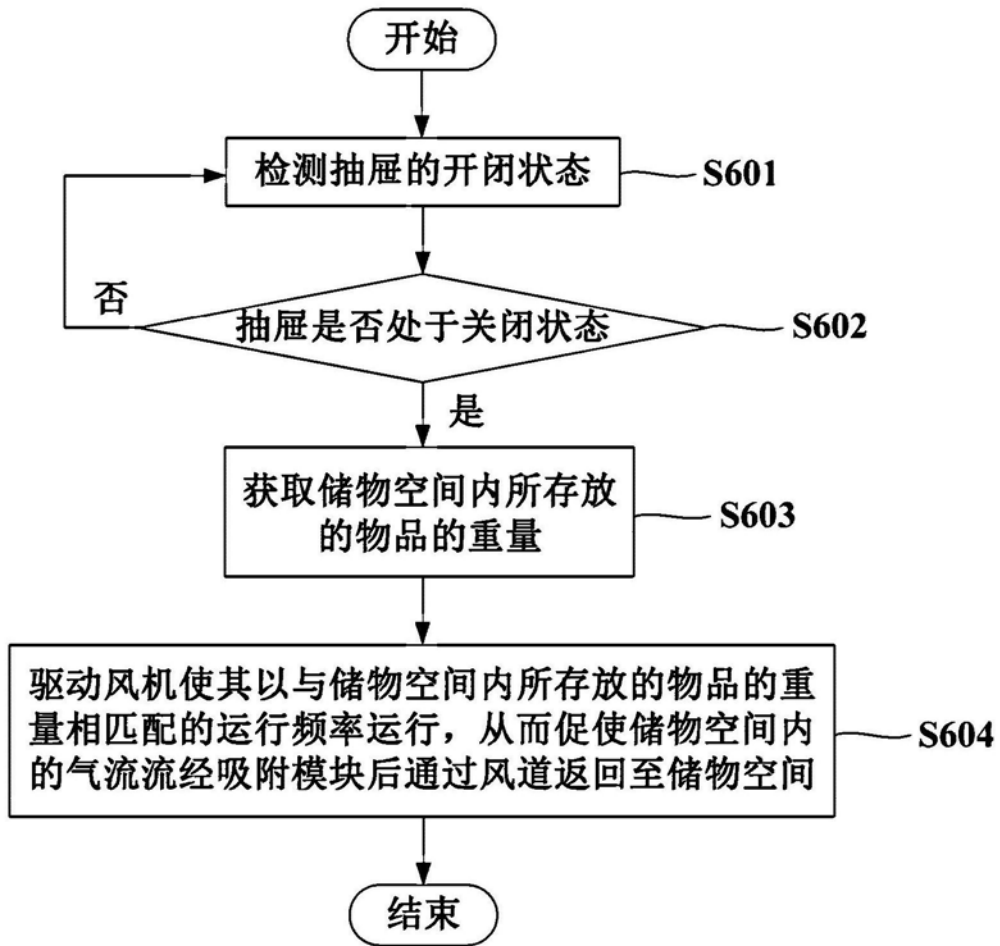 开始
检测抽屉的开闭状态
S601
否
抽屉是否处于关闭状态
S602
是
获取储物空间内所存放
的物品的重量
S603
驱动风机使其以与储物空间内所存放的物品的重
量相匹配的运行频率运行，从而促使储物空间内
的气流流经吸附模块后通过风道返回至储物空间
S604
结束